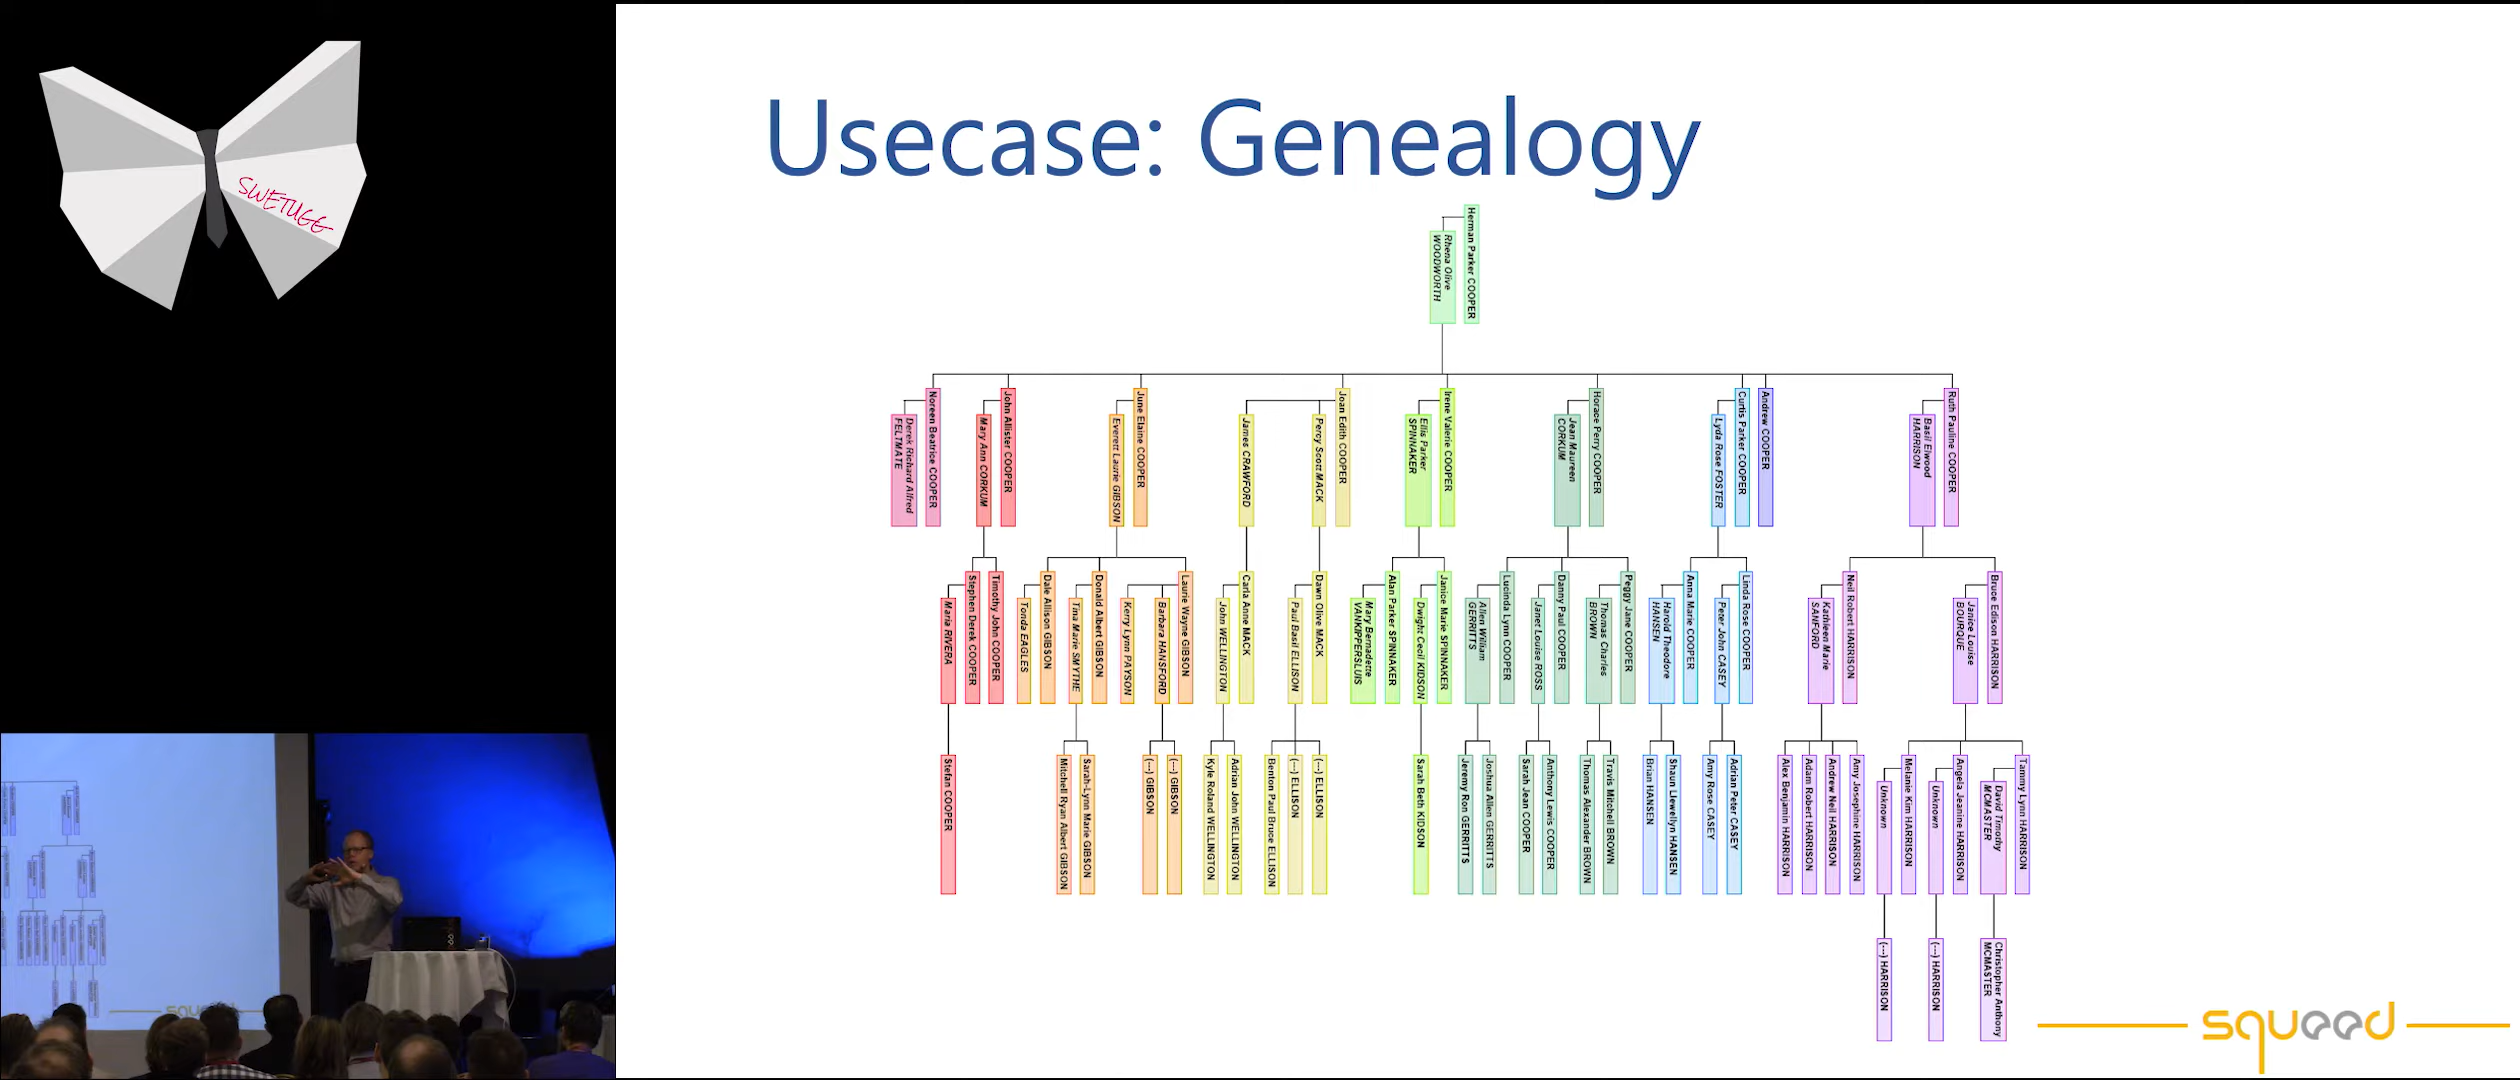 SWETUGG
Usecase: Genealogy
Herman Parker COOPER
Rhena Olive
WOODWORTH
Noreen Beatrice COOPER
Derek Richard Alfred
FELTMATE
John Allister COOPER
Mary Ann CORKUM
June Elaine COOPER
Everett Laurie GIBSON
Joan Edith COOPER
Percy Scott MACK
James CRAWFORD
Irene Valerie COOPER
Ellis Parker
SPINNAKER
Horace Perry COOPER
Jean Maureen
CORKUM
Andrew COOPER
Curtis Parker COOPER
Lyda Rose FOSTER
Ruth Pauline COOPER
Basil Elwood
HARRISON
Timothy John COOPER
Stephen Derek COOPER
Maria RIVERA
Dale Allison GIBSON
Tonda EAGLES
Donald Albert GIBSON
Tina Marie SMYTHE
Laurie Wayne GIBSON
Barbara HANSFORD
Kerry Lynn PAYSON
Carla Anne MACK
John WELLINGTON
Dawn Olive MACK
Paul Basil ELLISON
Alan Parker SPINNAKER
Mary Bernadette
VANKIPPERSLUIS
Janice Marie SPINNAKER
Dwight Cecil KIDSON
Lucinda Lynn COOPER
Allen William
GERRITTS
Danny Paul COOPER
Janet Louise ROSS
Peggy Jane COOPER
Thomas Charles
BROWN
Anna Marie COOPER
Harold Theodore
HANSEN
Linda Rose COOPER
Peter John CASEY
Neil Robert HARRISON
Kathleen Marie
SANFORD
Bruce Edison HARRISON
Janice Louise
BOURQUE
Stefan COOPER
Mitchell Ryan Albert GIBSON
Sarah-Lynn Marie GIBSON
(---) GIBSON
(---) GIBSON
Kyle Roland WELLINGTON
Adrian John WELLINGTON
Benton Paul Bruce ELLISON
(---) ELLISON
(---) ELLISON
Sarah Beth KIDSON
Jeremy Ron GERRITTS
Joshua Allen GERRITTS
Sarah Jean COOPER
Anthony Lewis COOPER
Thomas Alexander BROWN
Travis Mitchell BROWN
Brian HANSEN
Shaun Llewellyn HANSEN
Amy Rose CASEY
Adrian Peter CASEY
Alex Benjamin HARRISON
Adam Robert HARRISON
Andrew Neil HARRISON
Amy Josephine HARRISON
Melanie Kim HARRISON
Unknown
Angela Jeanine HARRISON
Unknown
Tammy Lynn HARRISON
David Timothy
MCMASTER
(---) HARRISON
(---) HARRISON
Christopher Anthony
MCMASTER
squeed
squeed